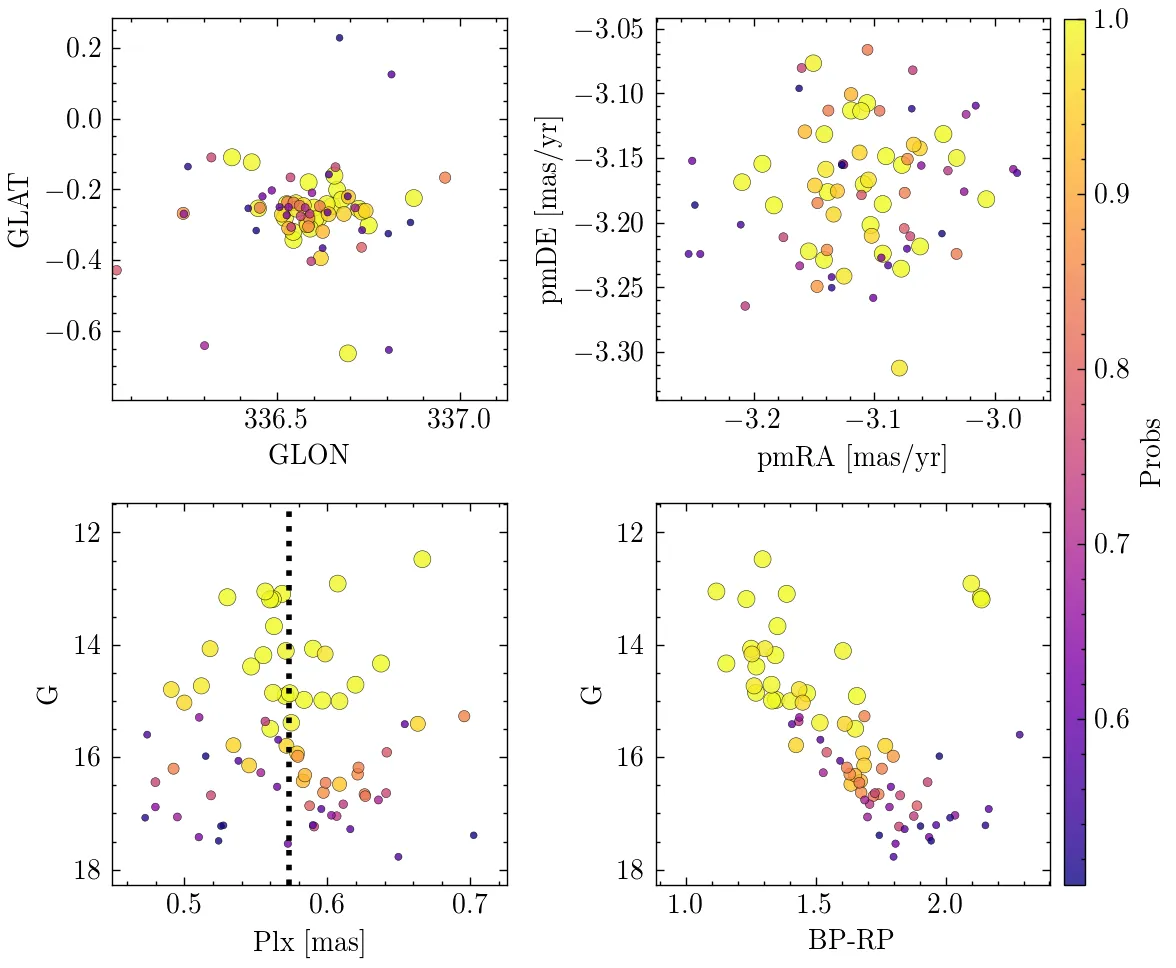 0.2
0.0
−0.2
−0.4
−0.6
GLAT
336.5 337.0
GLON
−3.05
−3.10
−3.15
−3.20
−3.25
−3.30
pmDE [mas/yr]
−3.2 −3.1 −3.0
pmRA [mas/yr]
1.0
0.9
0.8
0.7
0.6
Probs
12
14
16
18
G
0.5 0.6 0.7
Plx [mas]
12
14
16
18
G
1.0 1.5 2.0
BP-RP